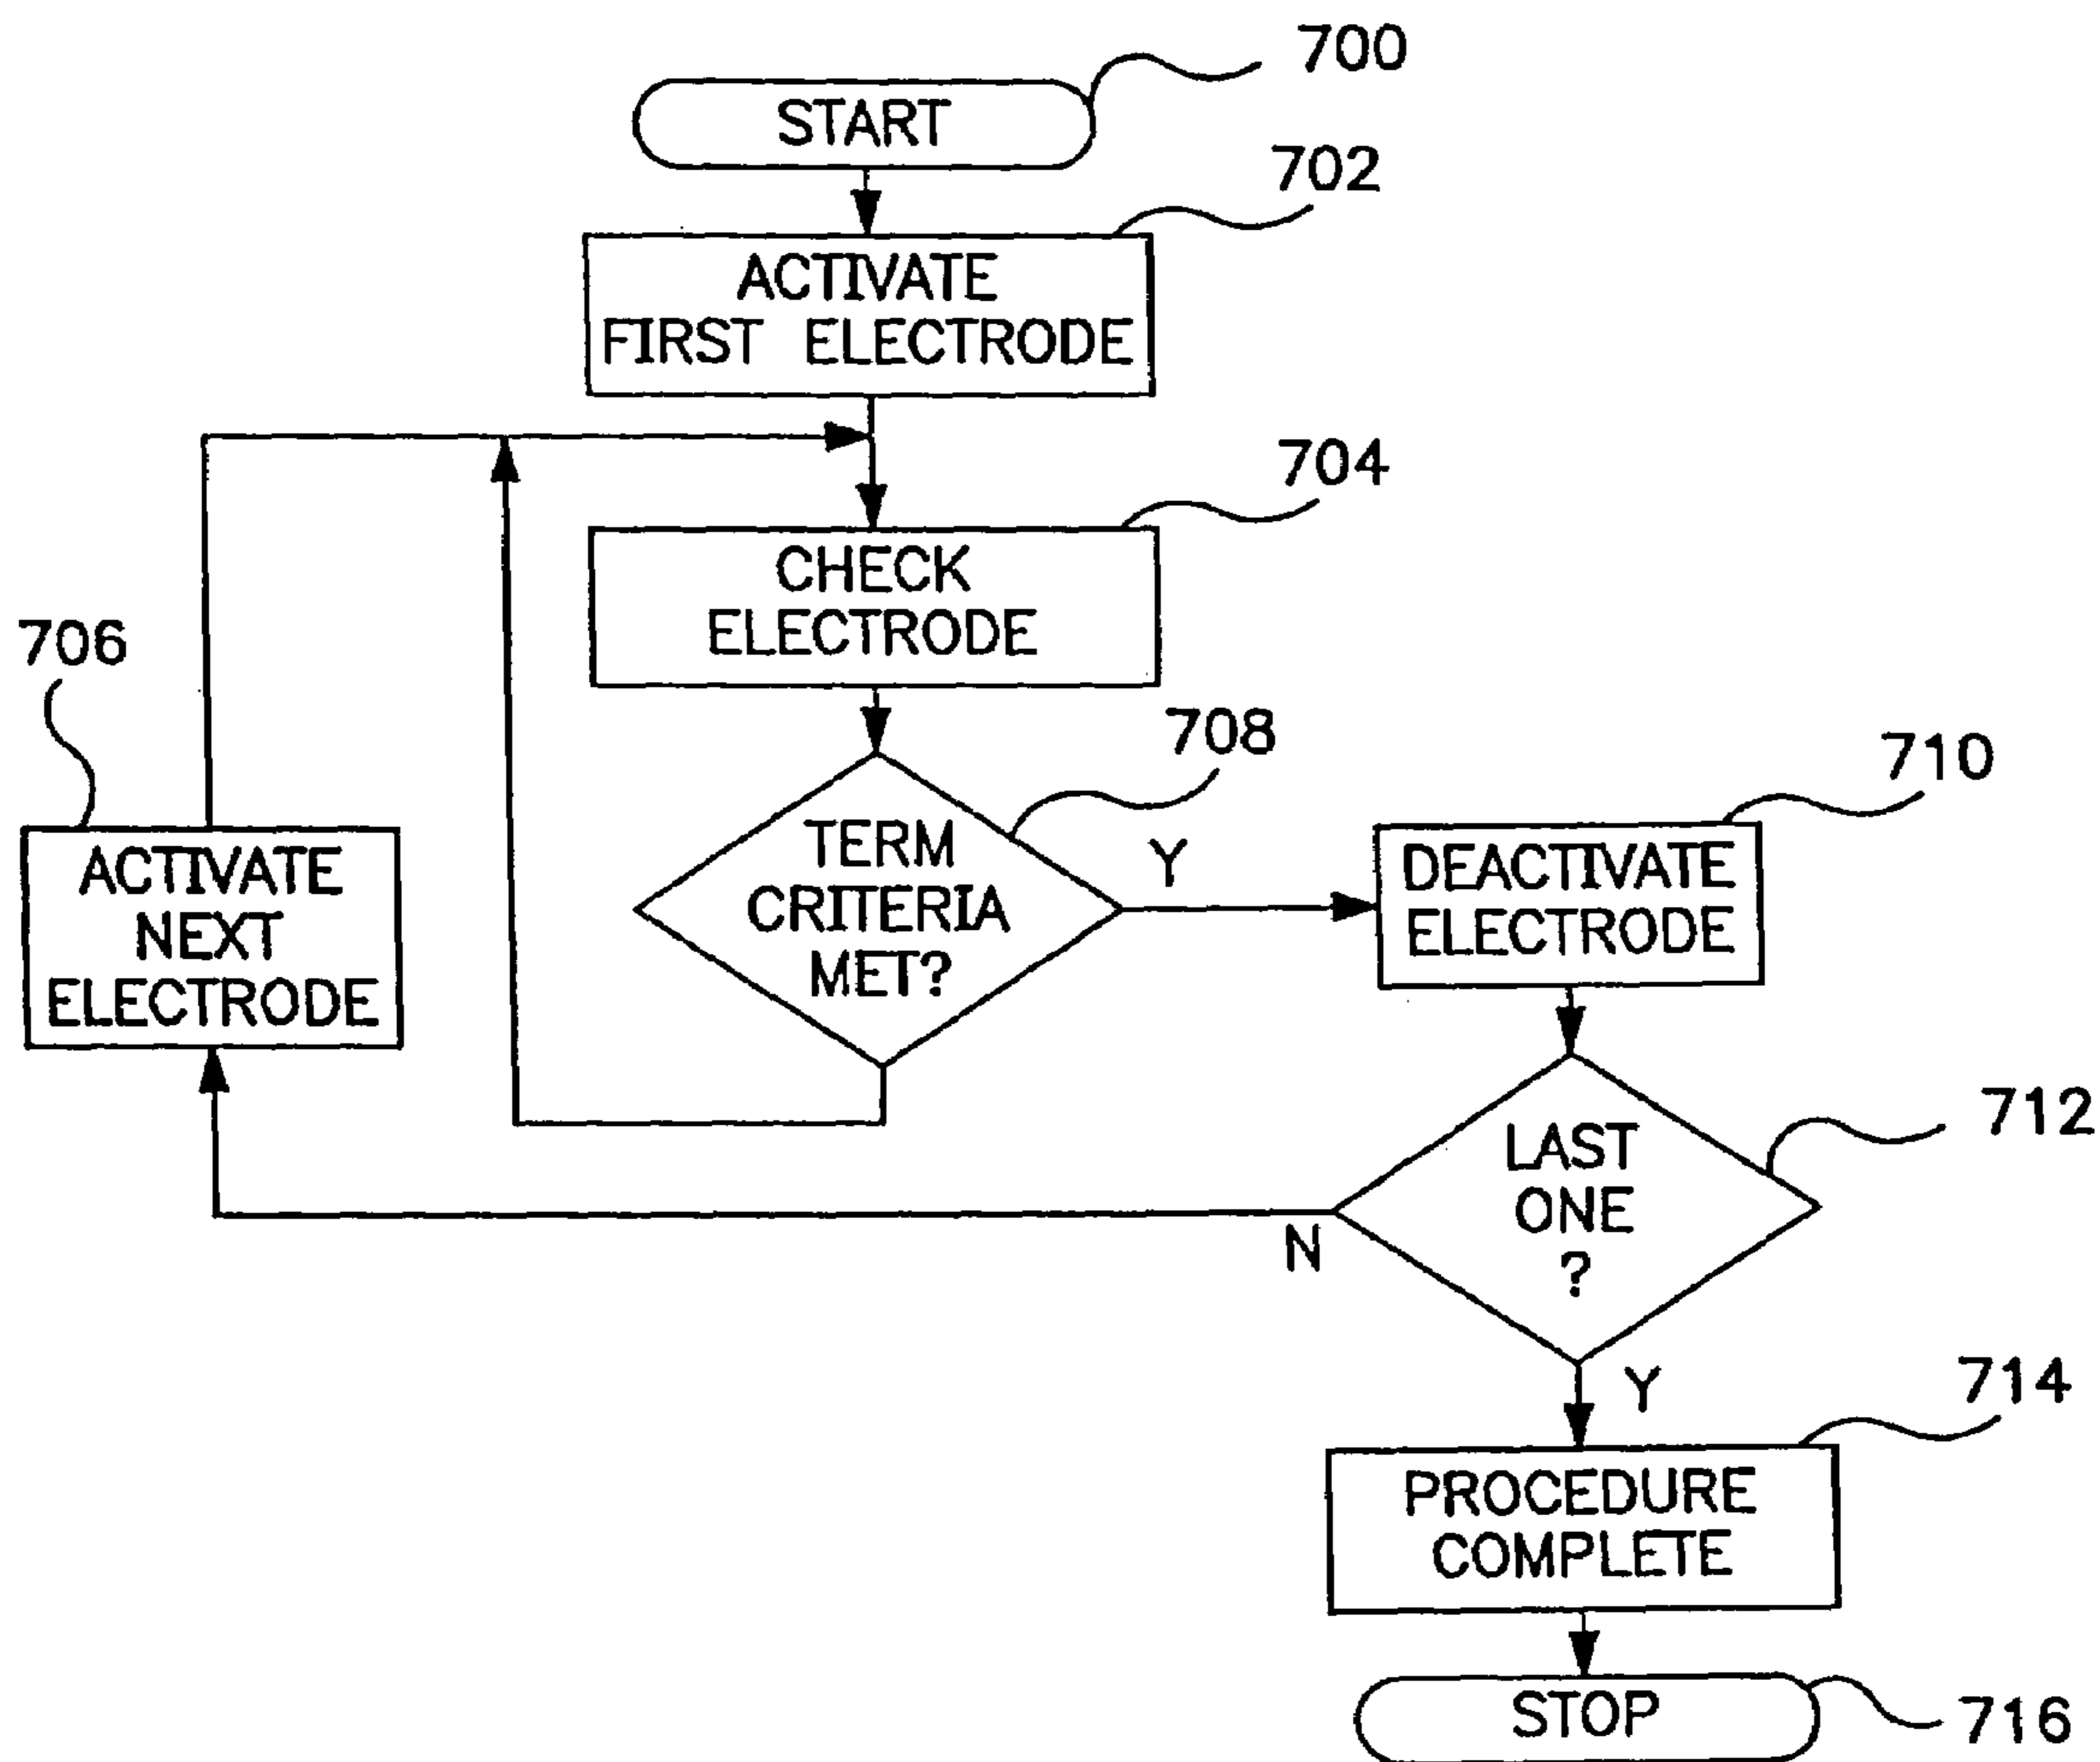 700
START
702
ACTIVATE
FIRST ELECTRODE
704
CHECK
ELECTRODE
706
ACTIVATE
NEXT
ELECTRODE
708
TERM
CRITERIA
MET?
Y
710
DEACTIVATE
ELECTRODE
712
LAST
ONE
?
N
Y
714
PROCEDURE
COMPLETE
STOP
716